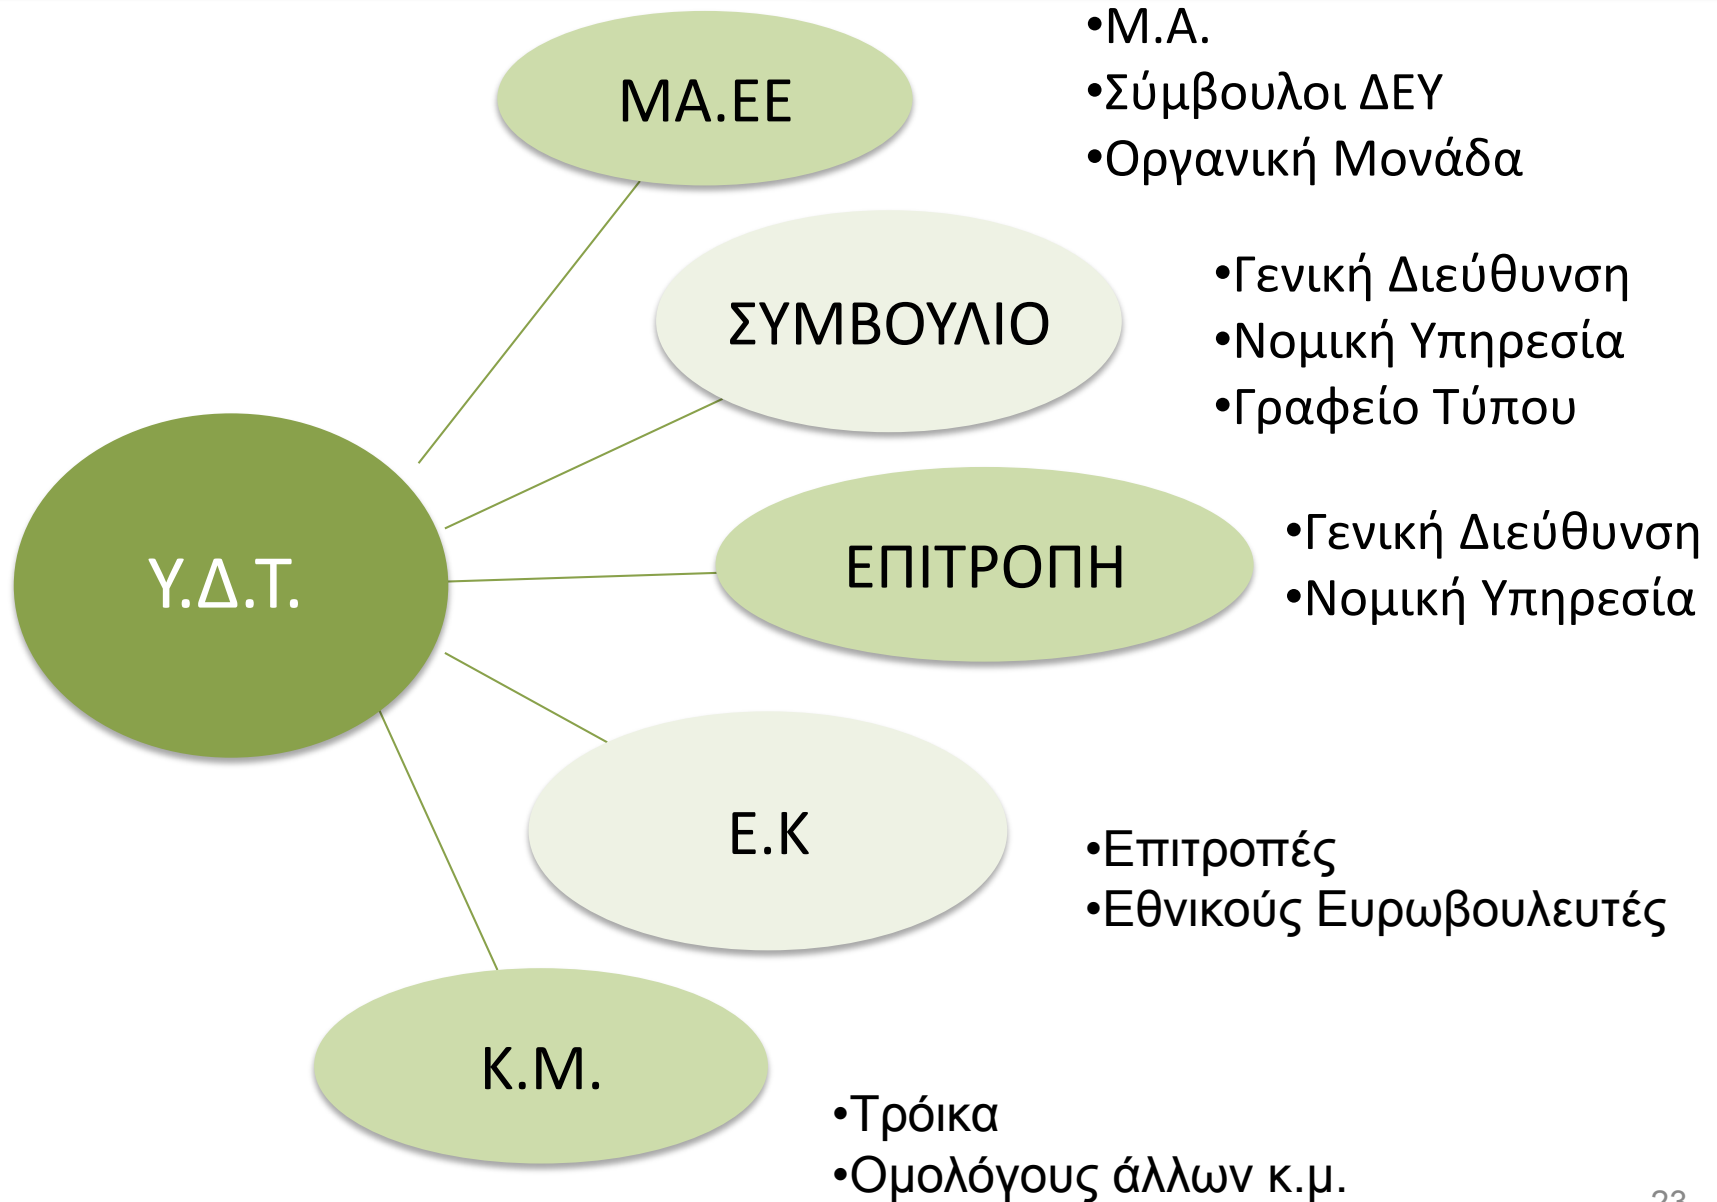 ΜΑ.ΕΕ
•Μ.Α.
•Σύμβουλοι ΔΕΥ
•Οργανική Μονάδα
ΣΥΜΒΟΥΛΙΟ
•Γενική Διεύθυνση
•Νομική Υπηρεσία
•Γραφείο Τύπου
Υ.Δ.Τ.
ΕΠΙΤΡΟΠΗ
•Γενική Διεύθυνση
•Νομική Υπηρεσία
Ε.Κ
•Επιτροπές
•Εθνικούς Ευρωβουλευτές
Κ.Μ.
•Τρόικα
•Ομολόγους άλλων κ.μ.
23